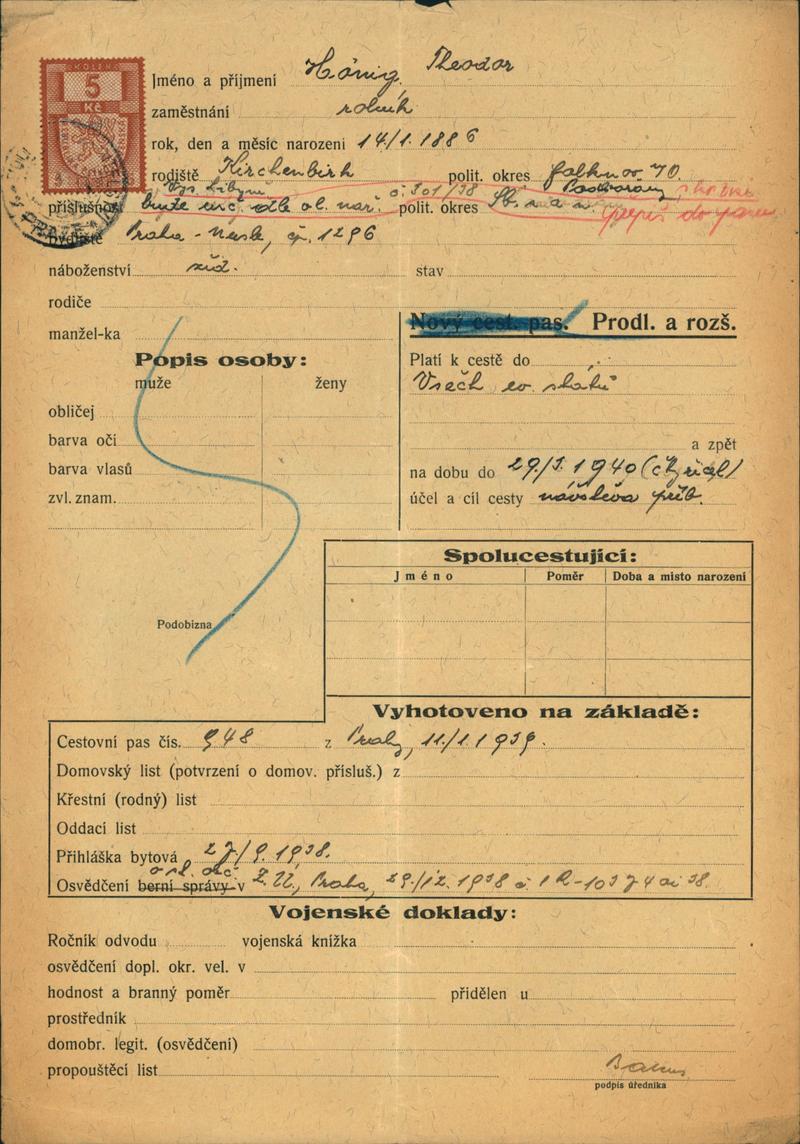 KOLEK
5
Kč
Jméno a příjmení Hönig, Theodor
zaměstnání rolník
rok, den a měsíc narození 14/1. 1886
rodiště Kirchenbirk polit. okres Falknov n./O.
Podbořany
příslušnost polit. okres
bydliště Praha - Nusle, čp. 1296
náboženství žid. stav
rodiče
manžel-ka
Nový cest. pas. Prodl. a rozš.
Popis osoby:
muže ženy
obličej
barva očí
barva vlasů
zvl. znam.
Podobizna
Platí k cestě do
Všech ev. států
a zpět
na dobu do 29/3. 1940
účel a cíl cesty návštěva příb.
Spolucestující:
Jméno Poměr Doba a místo narození
Vyhotoveno na základě:
Cestovní pas čís. 948 z Prahy, 11/1. 1939.
Domovský list (potvrzení o domov. přísluš.) z
Křestní (rodný) list
Oddací list
Přihláška bytová 27/9. 1938.
Osvědčení berní správy v Praha, 29/12. 1938
Vojenské doklady:
Ročník odvodu vojenská knížka
osvědčení dopl. okr. vel. v
hodnost a branný poměr přidělen u
prostředník
domobr. legit. (osvědčení)
propouštěcí list
podpis úředníka